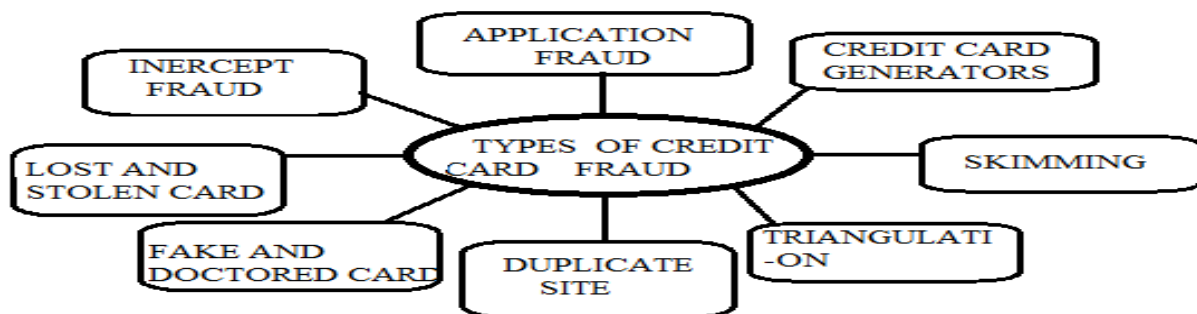 APPLICATION
FRAUD
CREDIT CARD
GENERATORS
INERCEPT
FRAUD
TYPES OF CREDIT
CARD FRAUD
LOST AND
STOLEN CARD
SKIMMING
FAKE AND
DOCTORED CARD
DUPLICATE
SITE
TRIANGULATI
-ON